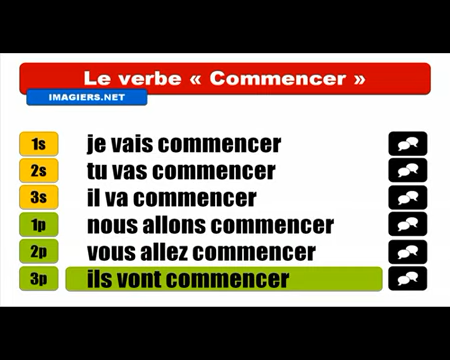 Le verbe « Commencer »
IMAGIERS.NET
1s je vais commencer
2s tu vas commencer
3s il va commencer
1p nous allons commencer
2p vous allez commencer
3p ils vont commencer